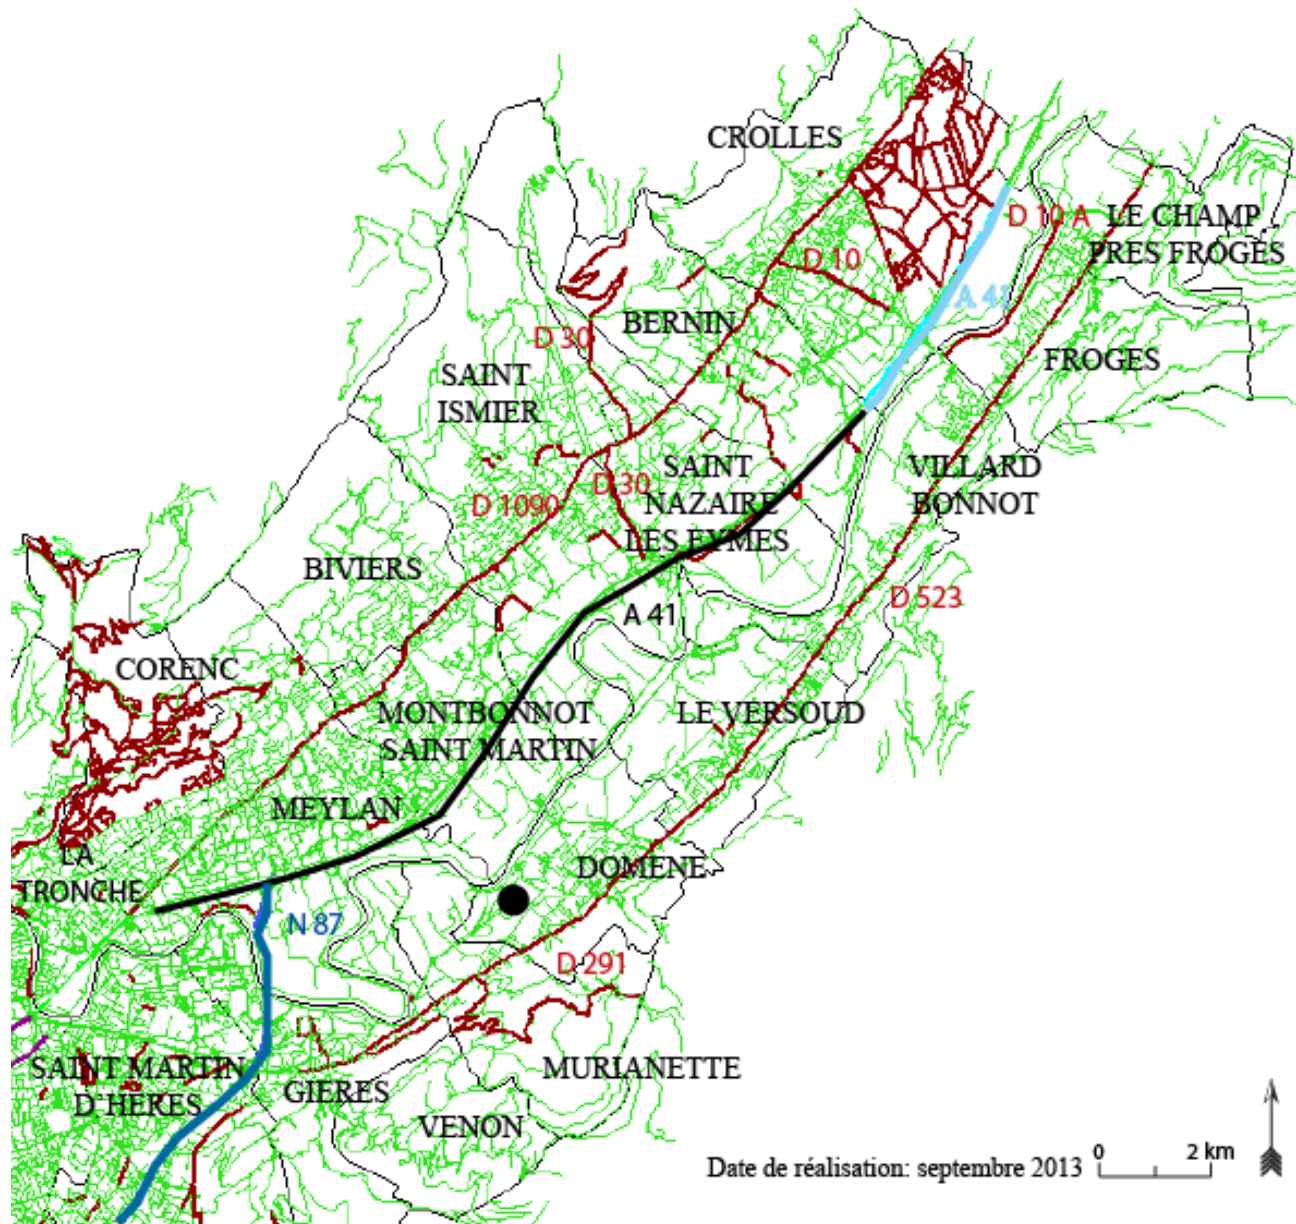 CROLLES
D 10 A
LE CHAMP
PRES FROGES
D 10
A 41
BERNIN
D 30
FROGES
SAINT
ISMIER
SAINT
NAZAIRE
LES EYMES
D 30
D 1090
VILLARD
BONNOT
BIVIERS
D 523
A 41
CORENC
MONTBONNOT
SAINT MARTIN
LE VERSOUD
MEYLAN
LA
TRONCHE
DOMENE
N 87
D 291
SAINT MARTIN
D'HERES
GIERES
MURIANETTE
VENON
Date de réalisation: septembre 2013
0 2 km